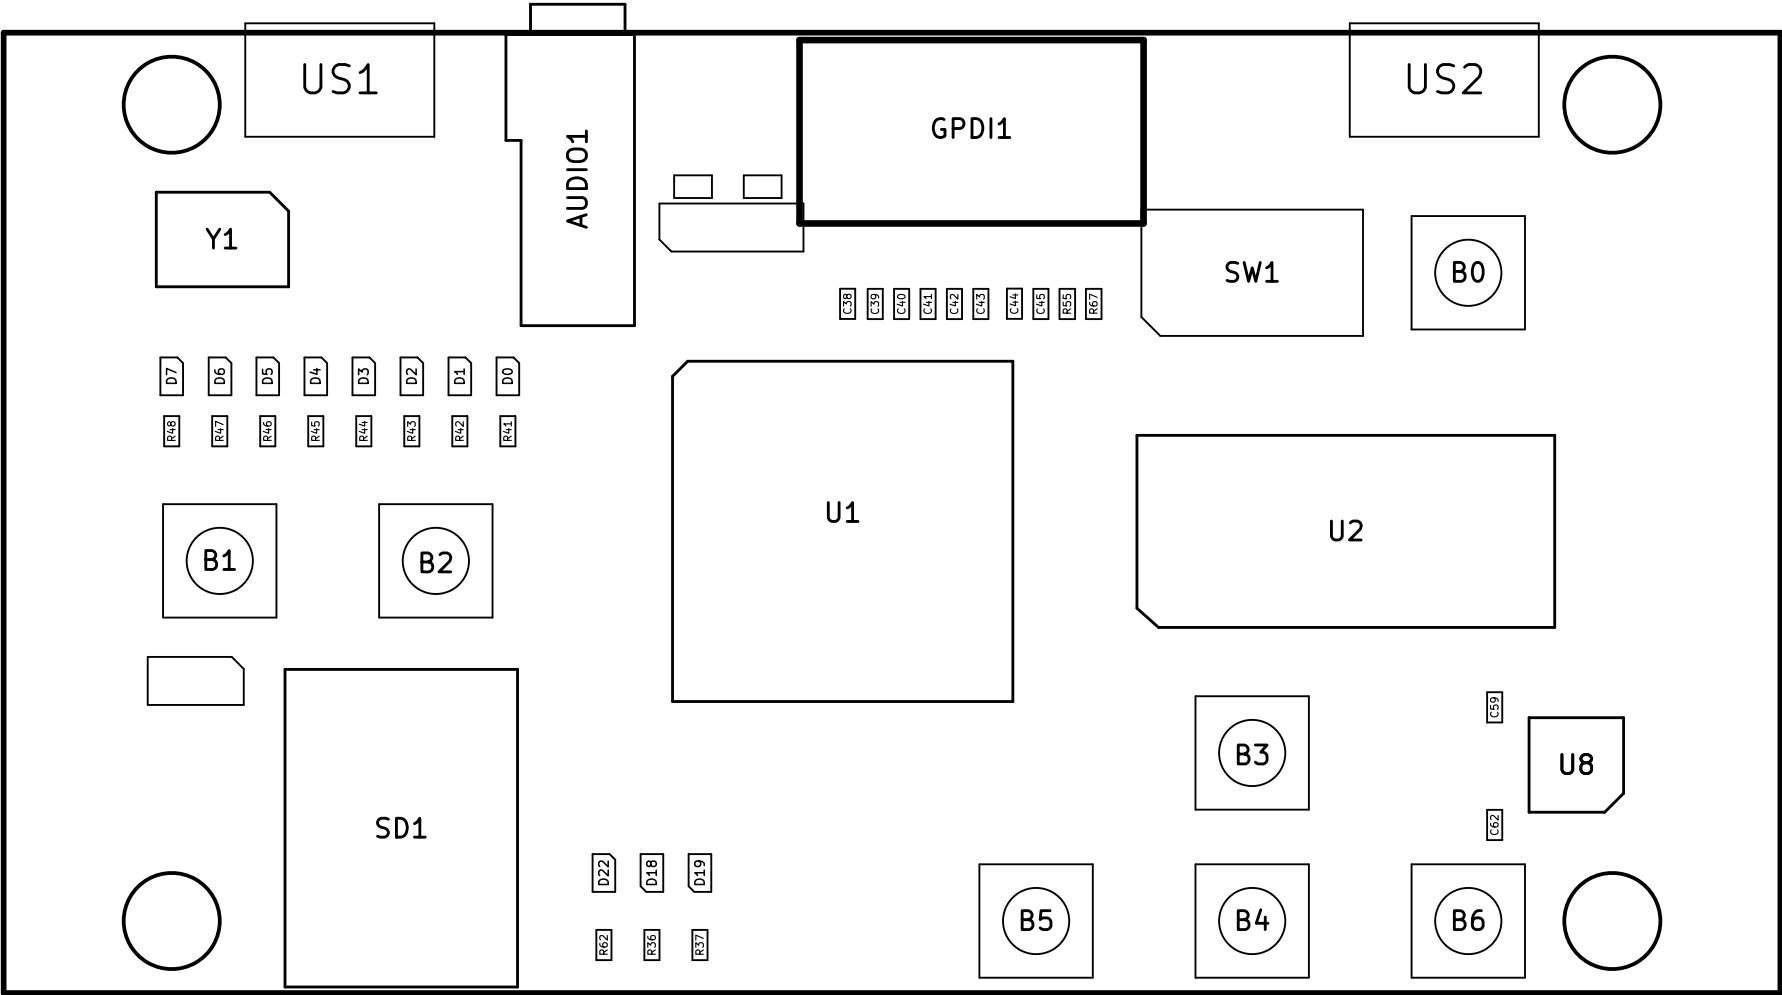 US1
US2
GPDI1
AUDIO1
Y1
SW1
B0
C38 C39 C40 C41 C42 C43 C44 C45 R55 R67
D7 D6 D5 D4 D3 D2 D1 D0
R48 R47 R46 R45 R44 R43 R42 R41
U1
U2
B1
B2
C59
B3
U8
SD1
C62
D22 D18 D19
B5
B4
B6
R62 R36 R37